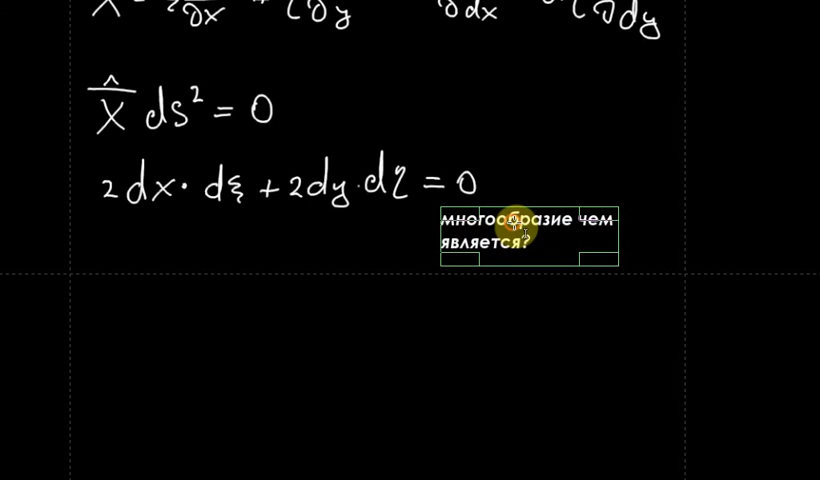 X̂ ds² = 0
2dx · dξ + 2dy · dη = 0
многообразие чем
является?